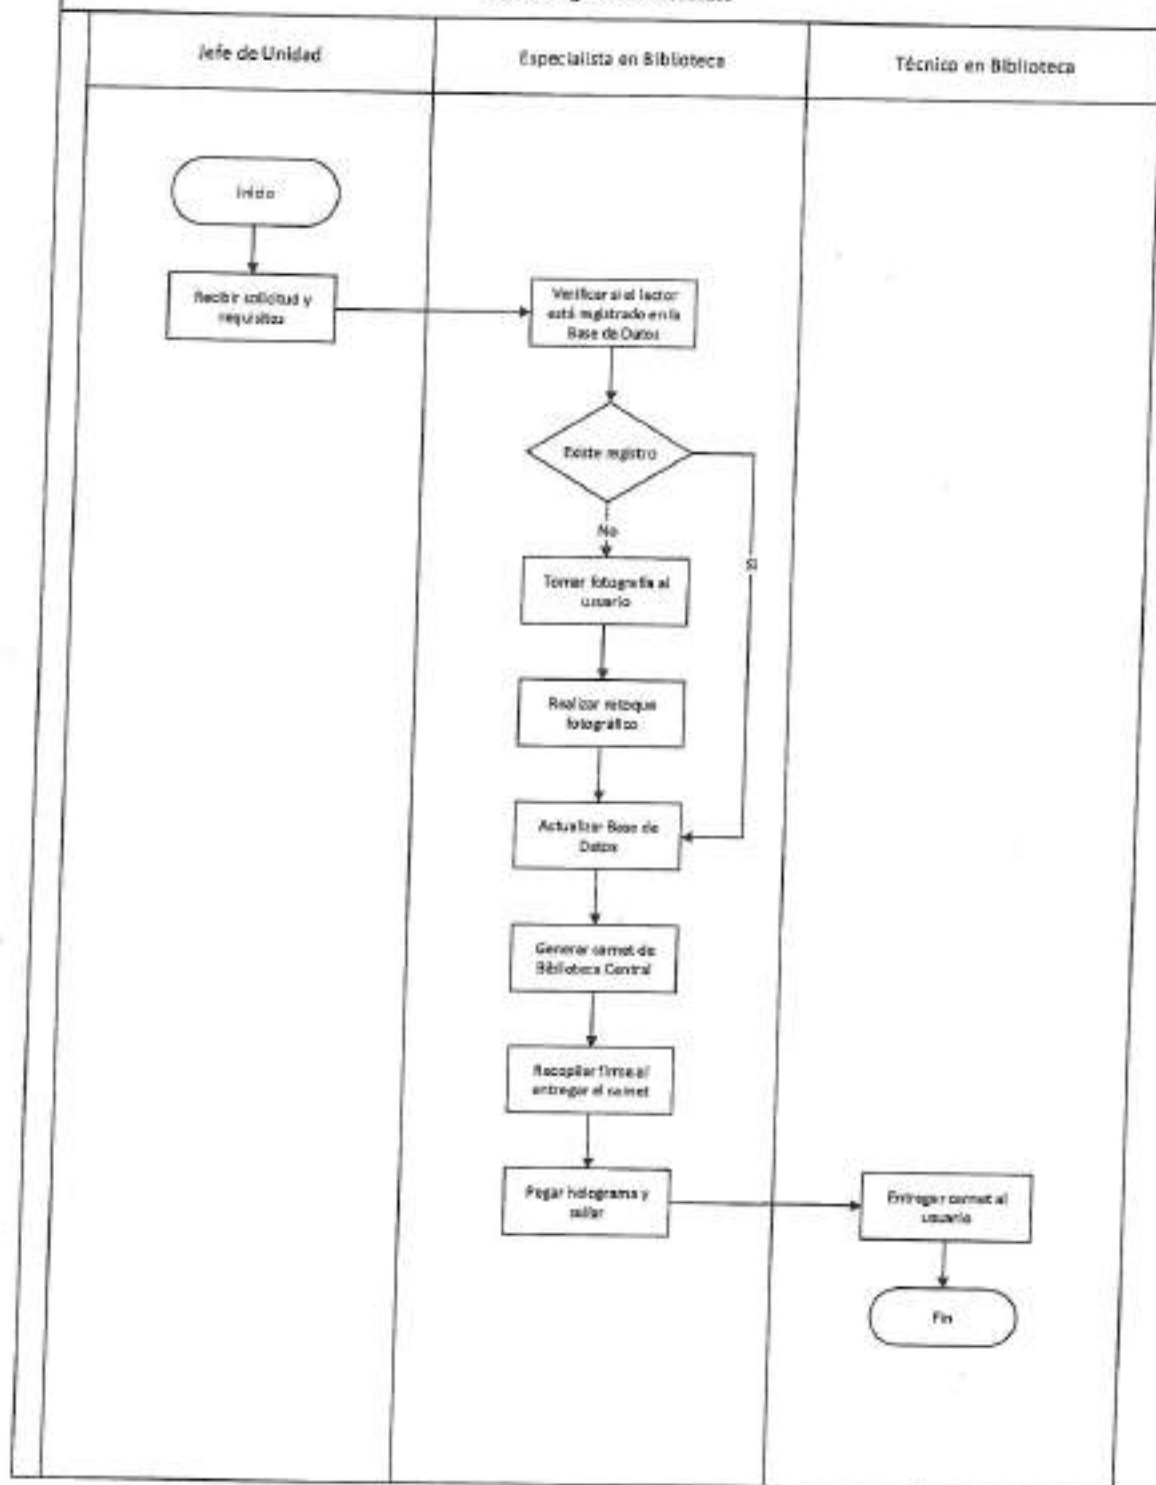 Jefe de Unidad
Especialista en Biblioteca
Técnico en Biblioteca
Inicio
Recibir solicitud y
requisitos
Verificar si el lector
está registrado en la
Base de Datos
Existe registro
No
Si
Tomar fotografía al
usuario
Realizar retoque
fotográfico
Actualizar Base de
Datos
Generar carnet de
Biblioteca Central
Recopilar firma al
entregar el carnet
Pegar holograma y
sellar
Entregar carnet al
usuario
Fin